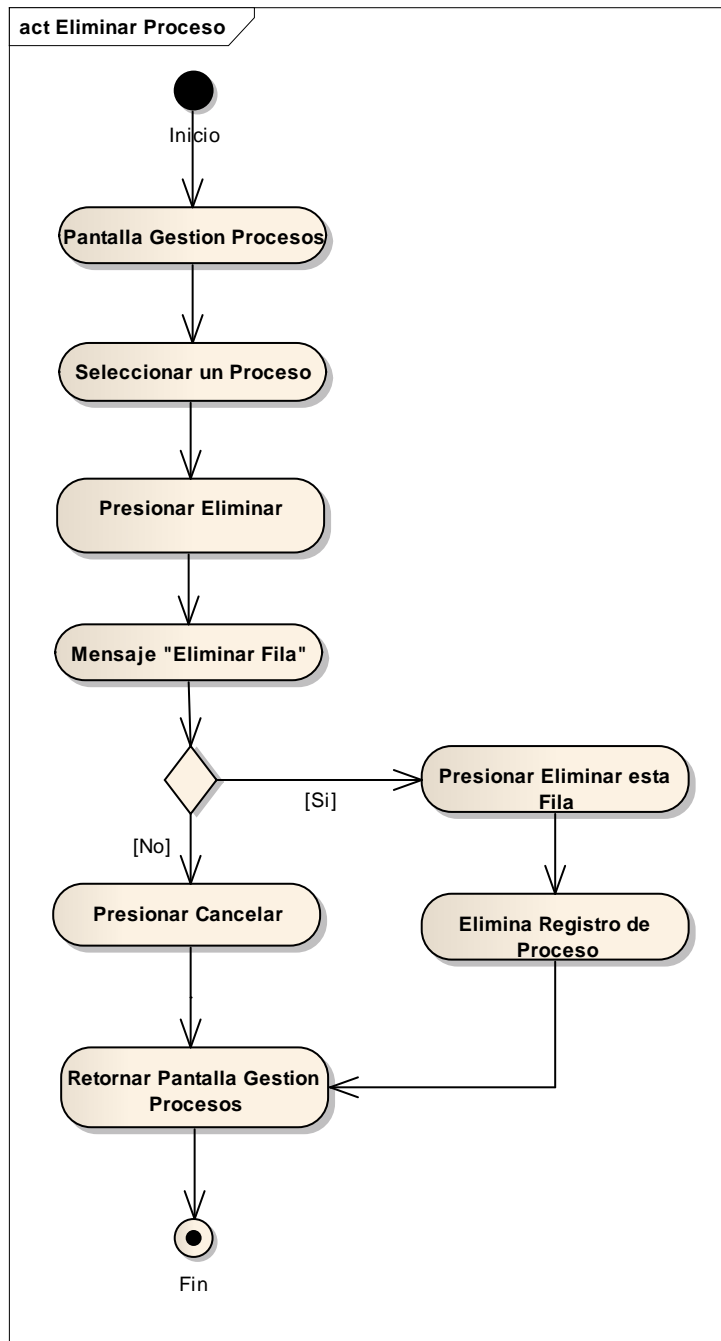 act Eliminar Proceso
Inicio
Pantalla Gestion Procesos
Seleccionar un Proceso
Presionar Eliminar
Mensaje "Eliminar Fila"
[Si]
Presionar Eliminar esta
Fila
[No]
Presionar Cancelar
Elimina Registro de
Proceso
Retornar Pantalla Gestion
Procesos
Fin